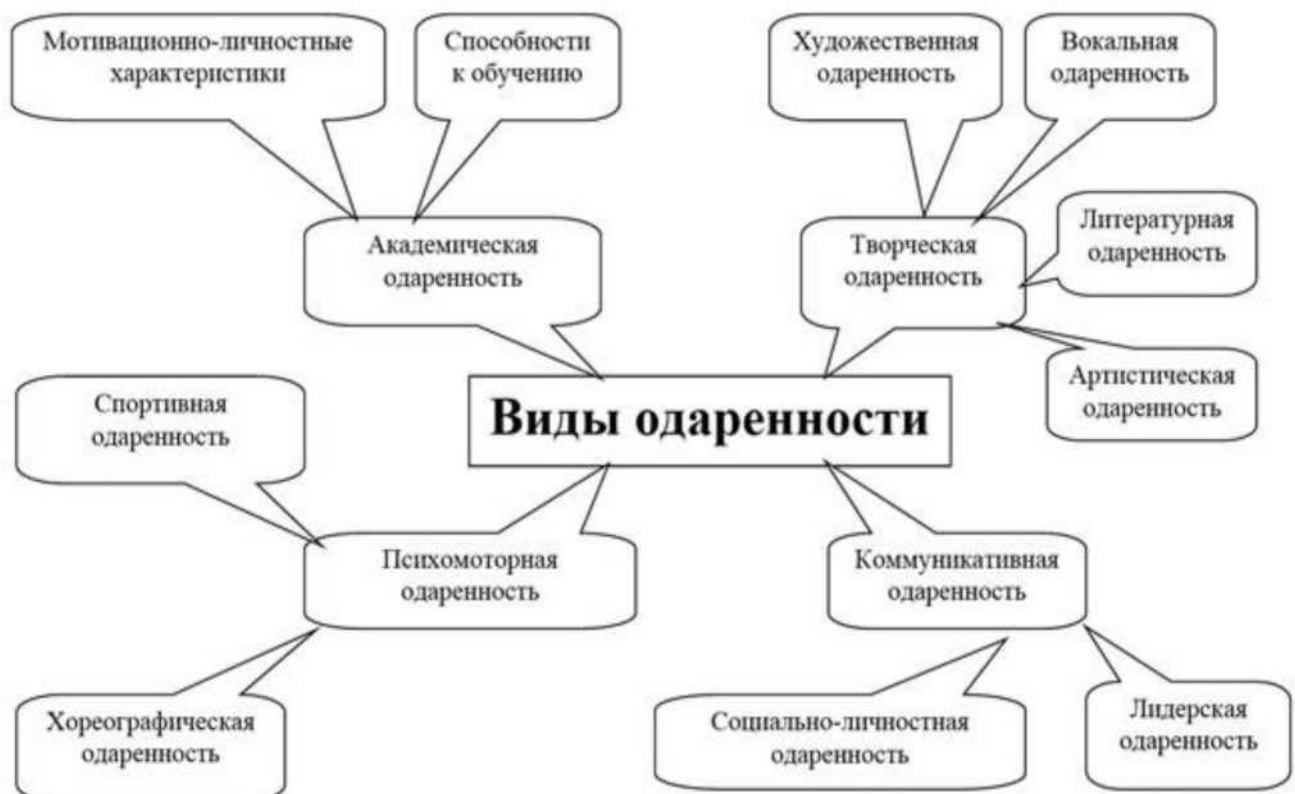 Мотивационно-личностные
характеристики
Способности
к обучению
Художественная
одаренность
Вокальная
одаренность
Академическая
одаренность
Творческая
одаренность
Литературная
одаренность
Артистическая
одаренность
Виды одаренности
Спортивная
одаренность
Психомоторная
одаренность
Коммуникативная
одаренность
Хореографическая
одаренность
Социально-личностная
одаренность
Лидерская
одаренность